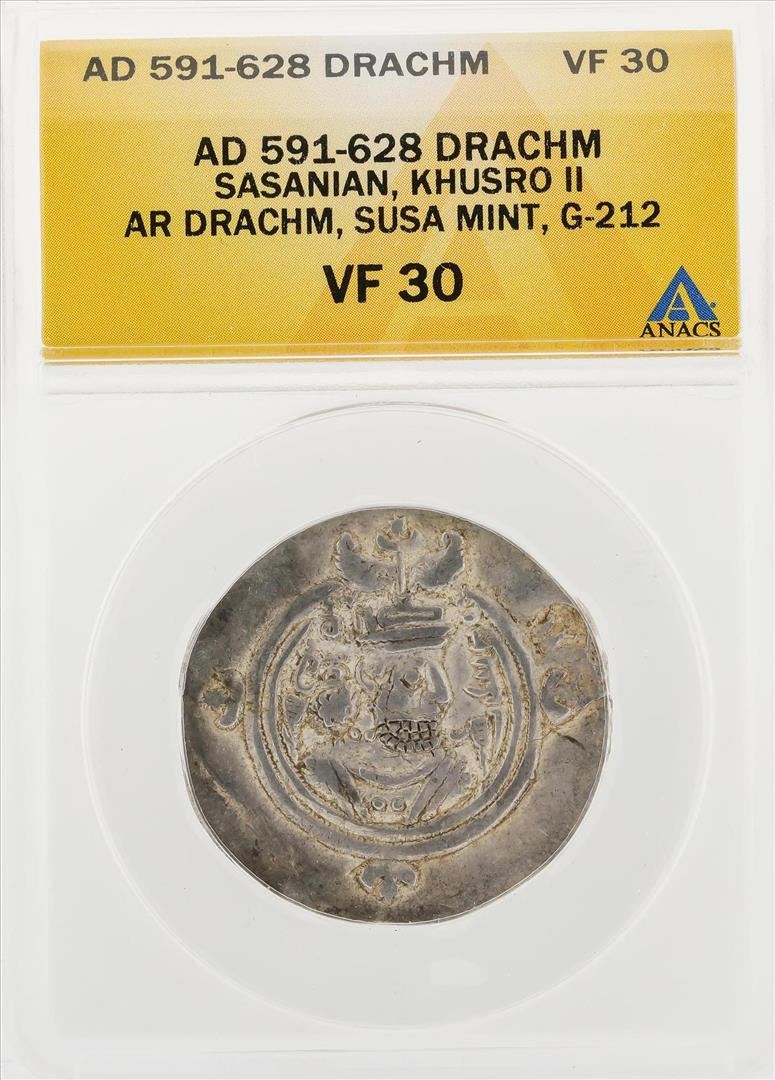 AD 591-628 DRACHM VF 30
AD 591-628 DRACHM
SASANIAN, KHUSRO II
AR DRACHM, SUSA MINT, G-212
VF 30
ANACS